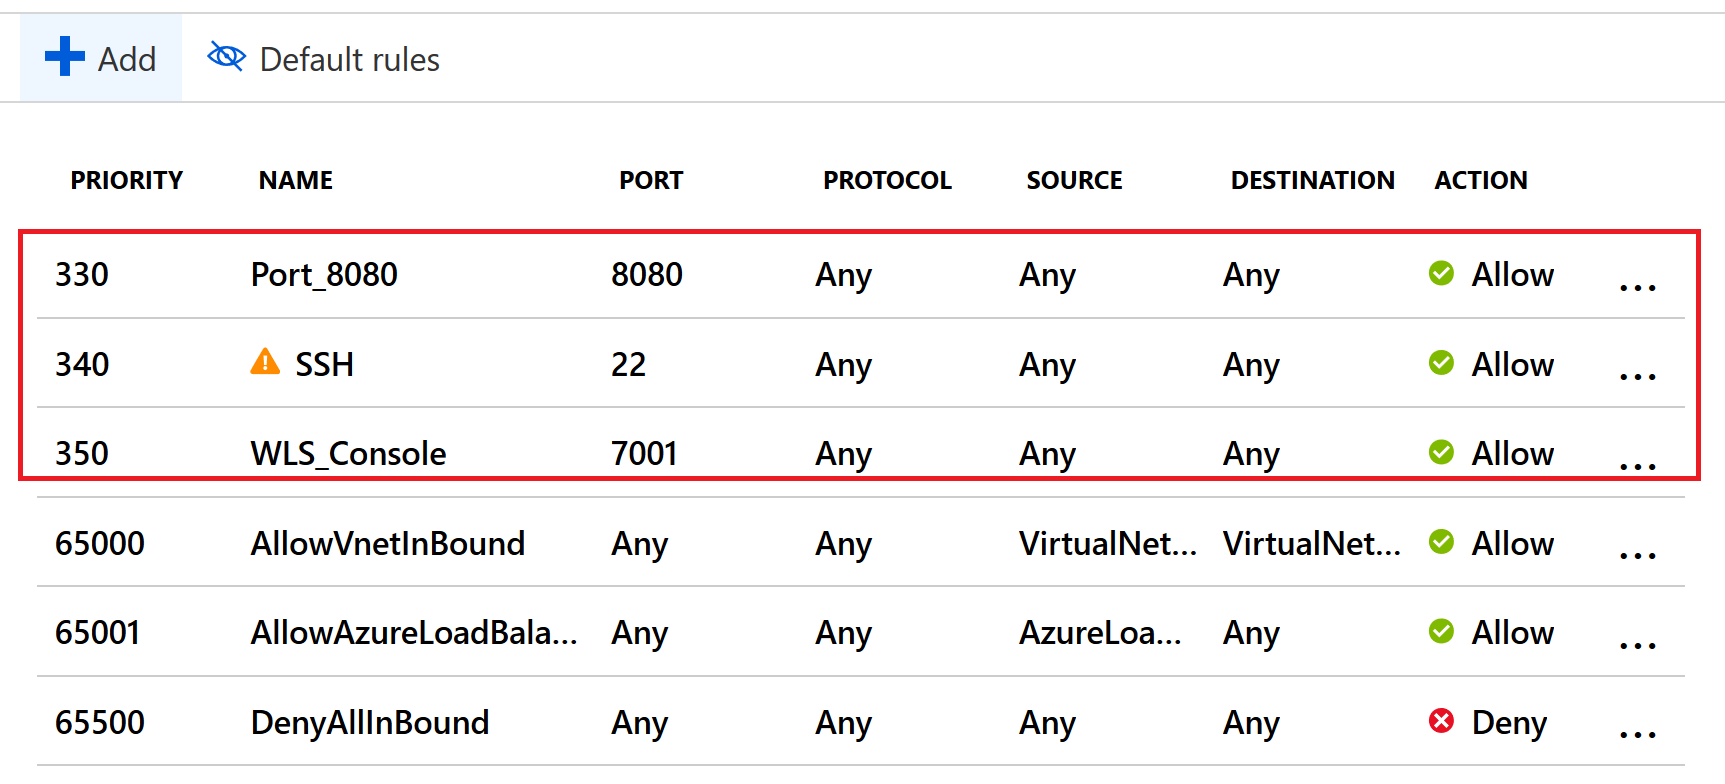 Add Default rules
PRIORITY NAME PORT PROTOCOL SOURCE DESTINATION ACTION
330 Port_8080 8080 Any Any Any Allow ...
340 SSH 22 Any Any Any Allow ...
350 WLS_Console 7001 Any Any Any Allow ...
65000 AllowVnetInBound Any Any VirtualNet... VirtualNet... Allow ...
65001 AllowAzureLoadBala... Any Any AzureLoa... Any Allow ...
65500 DenyAllInBound Any Any Any Any Deny ...